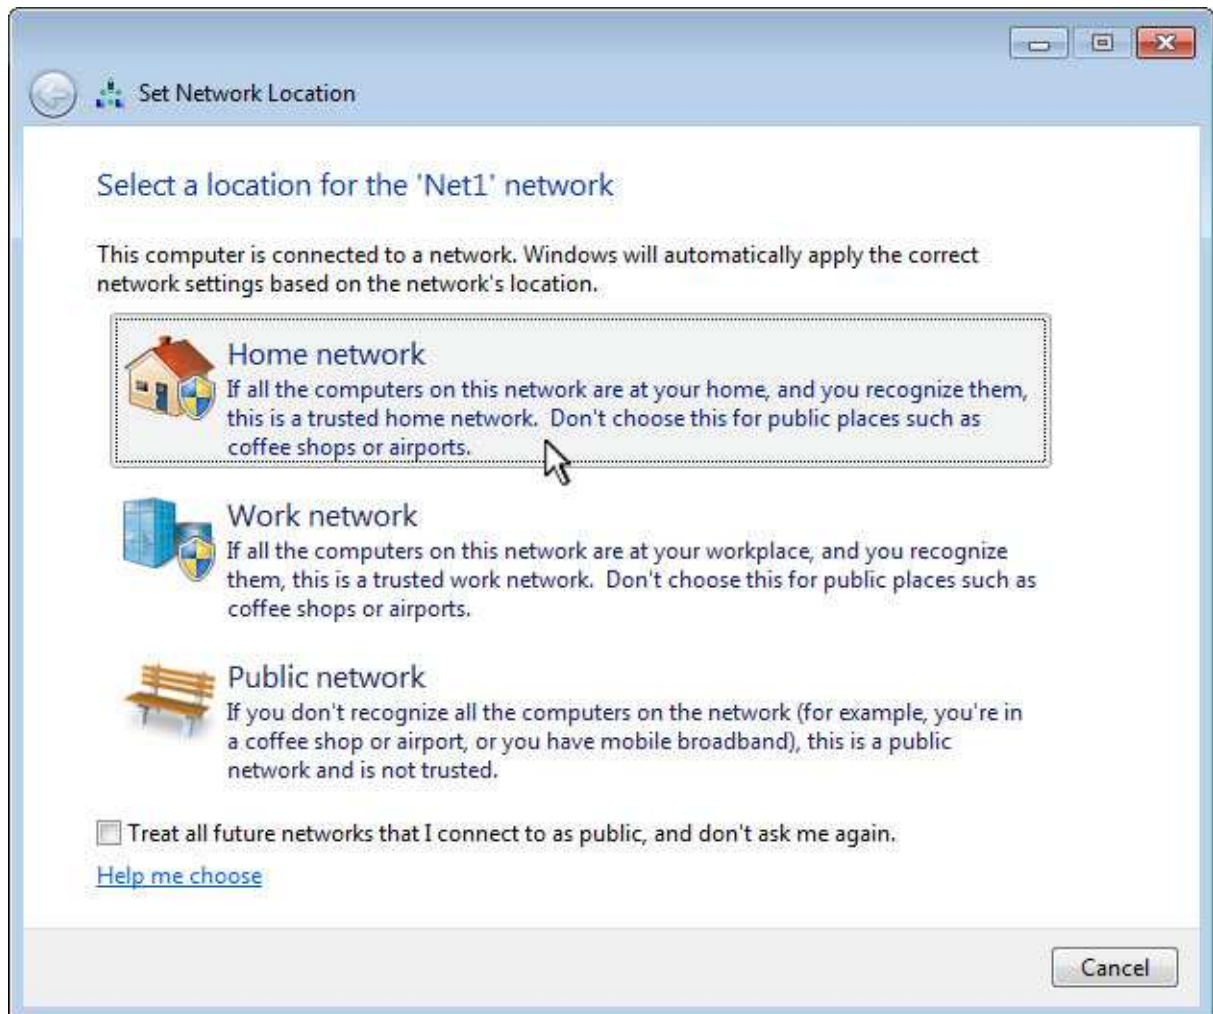 Set Network Location
Select a location for the 'Net1' network
This computer is connected to a network. Windows will automatically apply the correct
network settings based on the network's location.
Home network
If all the computers on this network are at your home, and you recognize them,
this is a trusted home network.  Don't choose this for public places such as
coffee shops or airports.
Work network
If all the computers on this network are at your workplace, and you recognize
them, this is a trusted work network.  Don't choose this for public places such as
coffee shops or airports.
Public network
If you don't recognize all the computers on the network (for example, you're in
a coffee shop or airport, or you have mobile broadband), this is a public
network and is not trusted.
Treat all future networks that I connect to as public, and don't ask me again.
Help me choose
Cancel